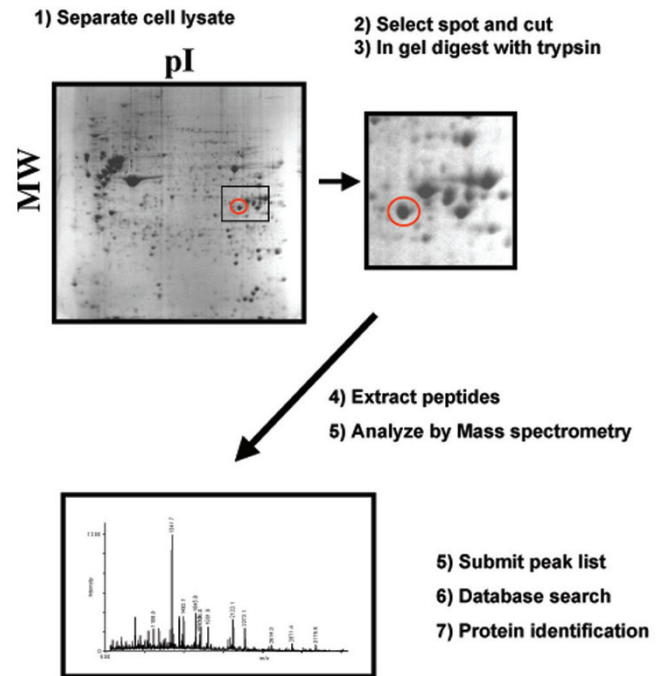 1) Separate cell lysate
2) Select spot and cut
3) In gel digest with trypsin
pI
MW
4) Extract peptides
5) Analyze by Mass spectrometry
5) Submit peak list
6) Database search
7) Protein identification
Intensity
m/z